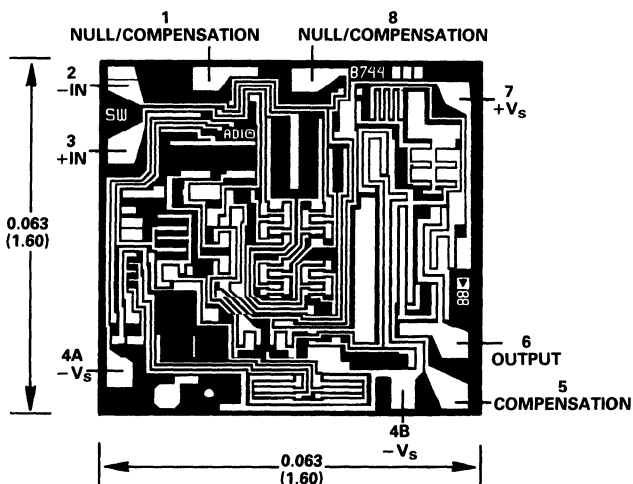 1
NULL/COMPENSATION
8
NULL/COMPENSATION
2
−IN
3
+IN
7
+VS
SW
ADI©
8744
88
0.063
(1.60)
4A
−VS
6
OUTPUT
5
COMPENSATION
4B
−VS
0.063
(1.60)